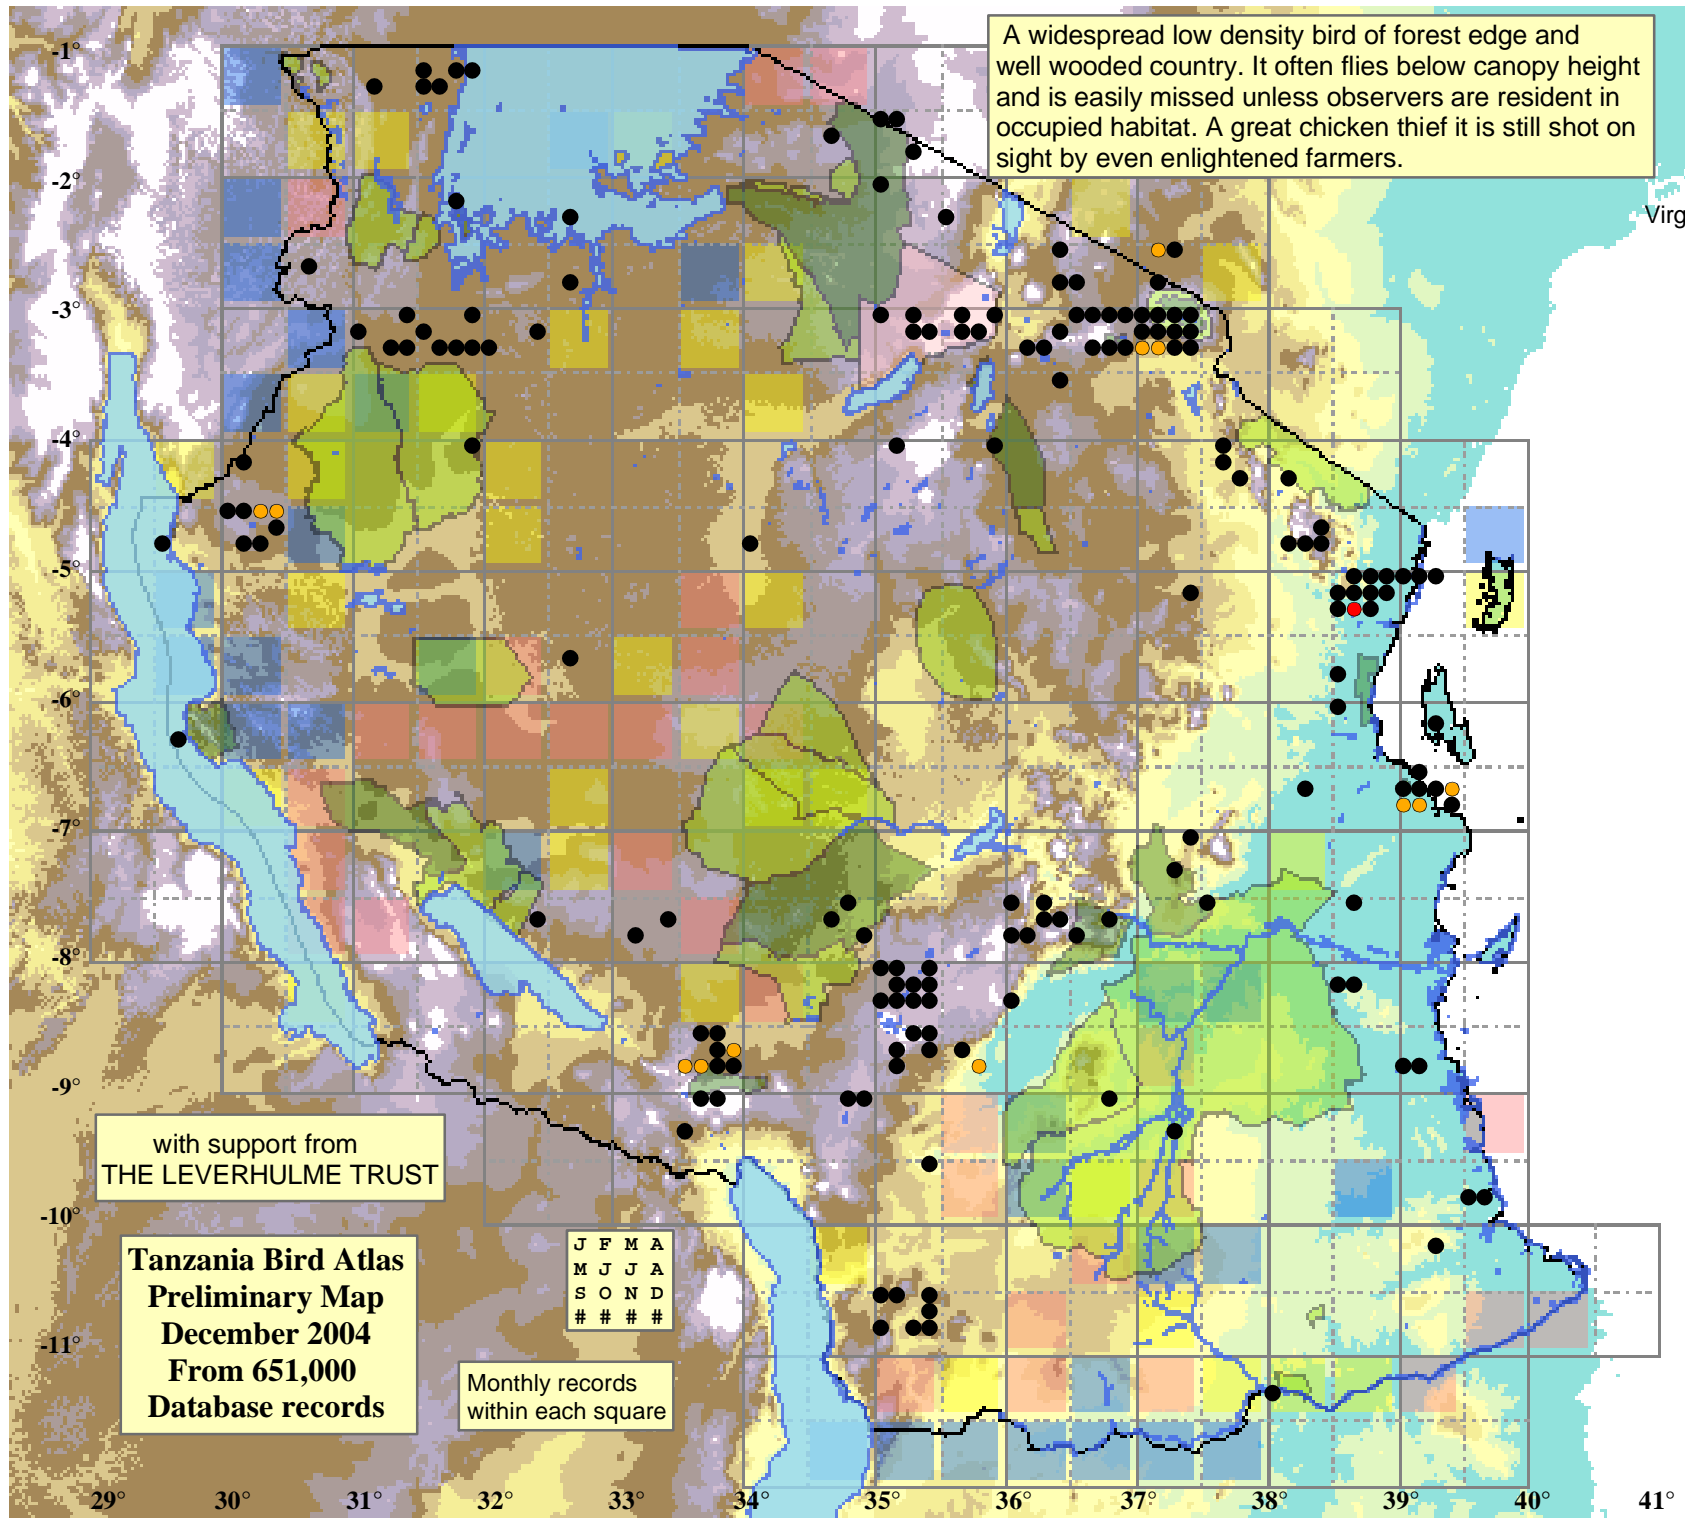 A widespread low density bird of forest edge and
well wooded country. It often flies below canopy height
and is easily missed unless observers are resident in
occupied habitat. A great chicken thief it is still shot on
sight by even enlightened farmers.
Virg
-1°
-2°
-3°
-4°
-5°
-6°
-7°
-8°
-9°
-10°
-11°
with support from
THE LEVERHULME TRUST
Tanzania Bird Atlas
Preliminary Map
December 2004
From 651,000
Database records
J F M A
M J J A
S O N D
# # # #
Monthly records
within each square
29° 30° 31° 32° 33° 34° 35° 36° 37° 38° 39° 40° 41°